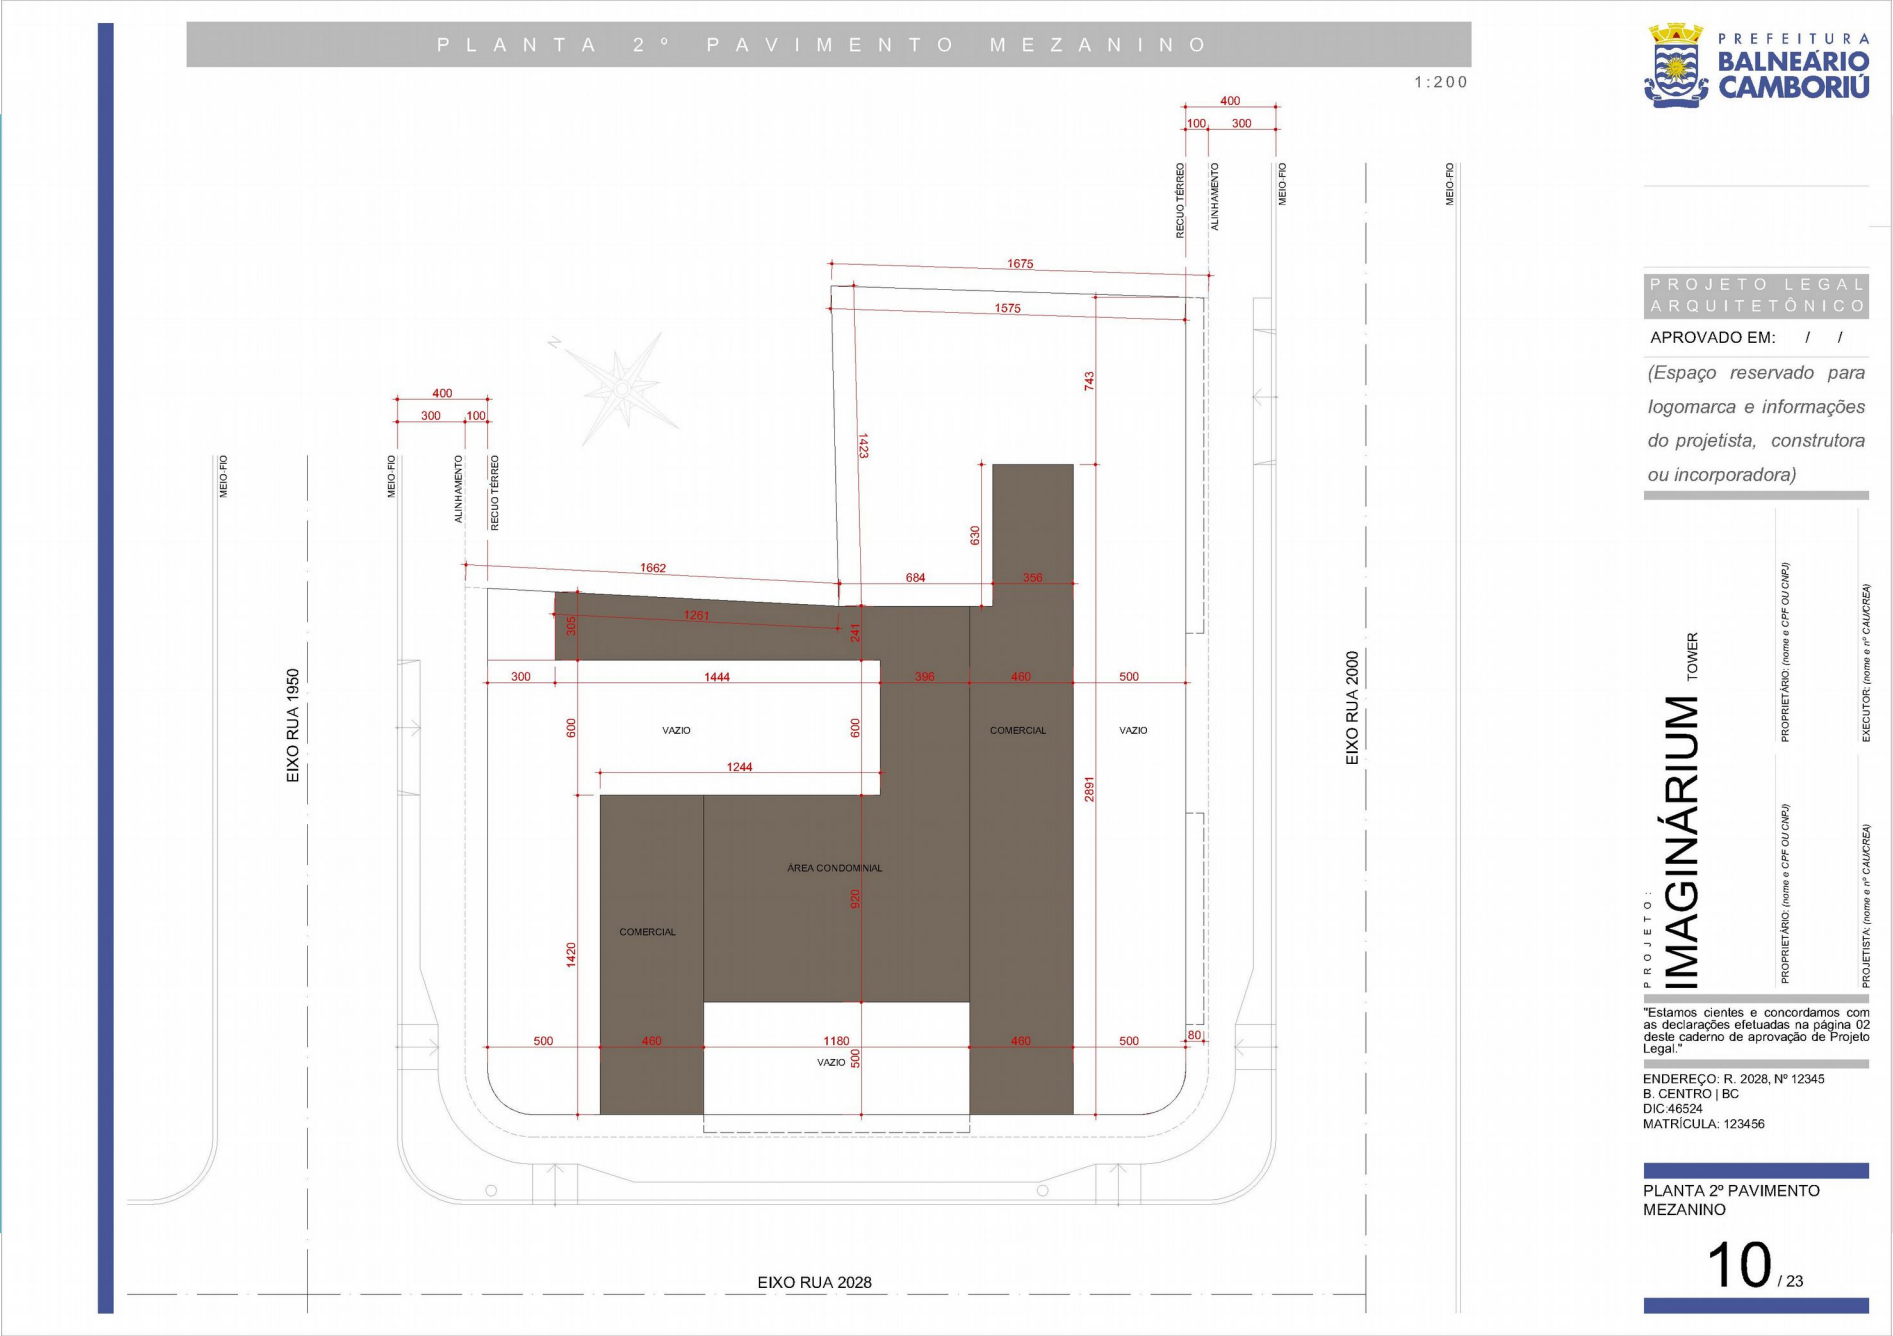 PLANTA 2º PAVIMENTO MEZANINO
1:200
400
100
300
RECUO TÉRREO
ALINHAMENTO
MEIO-FIO
MEIO-FIO
1675
1575
743
1423
N
400
300
100
MEIO-FIO
MEIO-FIO
ALINHAMENTO
RECUO TÉRREO
630
1662
684
356
305
1261
241
300
1444
396
460
500
600
VAZIO
600
COMERCIAL
VAZIO
1244
2891
EIXO RUA 1950
EIXO RUA 2000
ÁREA CONDOMINIAL
920
COMERCIAL
1420
500
460
1180
460
500
80
VAZIO
500
EIXO RUA 2028
PREFEITURA
BALNEÁRIO
CAMBORIÚ
PROJETO LEGAL
ARQUITETÔNICO
APROVADO EM: / /
(Espaço reservado para
logomarca e informações
do projetista, construtora
ou incorporadora)
PROJETO:
IMAGINÁRIUM TOWER
PROPRIETÁRIO: (nome e CPF OU CNPJ)
EXECUTOR: (nome e nº CAU/CREA)
PROPRIETÁRIO: (nome e CPF OU CNPJ)
PROJETISTA: (nome e nº CAU/CREA)
"Estamos cientes e concordamos com
as declarações efetuadas na página 02
deste caderno de aprovação de Projeto
Legal."
ENDEREÇO: R. 2028, Nº 12345
B. CENTRO | BC
DIC:46524
MATRÍCULA: 123456
PLANTA 2º PAVIMENTO
MEZANINO
10 / 23